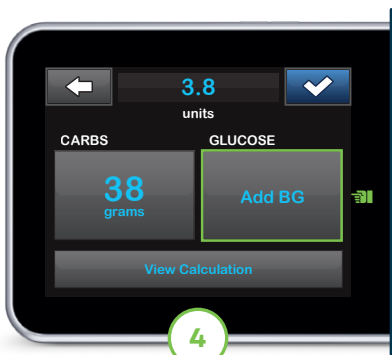 3.8
units
CARBS GLUCOSE
38
grams
Add BG
View Calculation
4